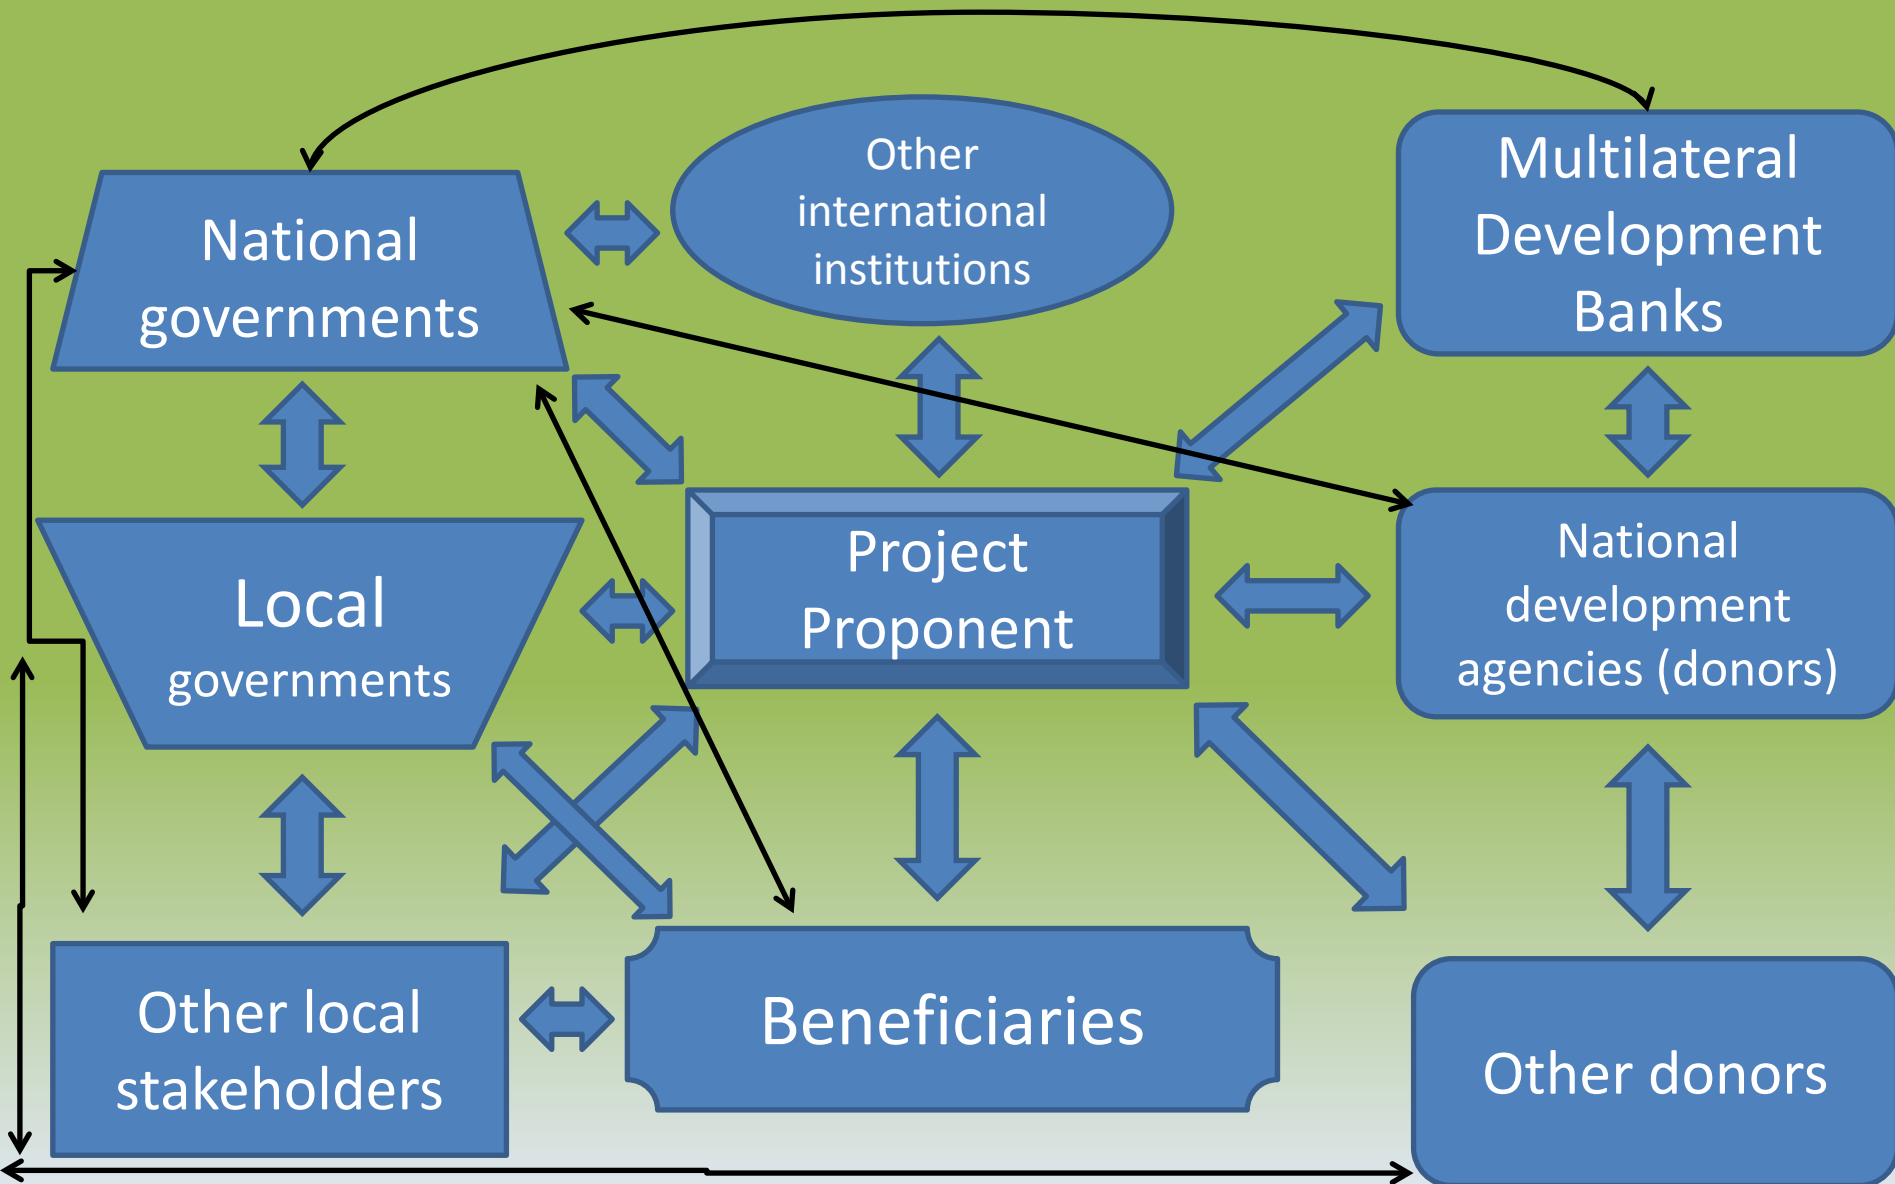 Other
international
institutions
Multilateral
Development
Banks
National
governments
Project
Proponent
National
development
agencies (donors)
Local
governments
Other local
stakeholders
Beneficiaries
Other donors